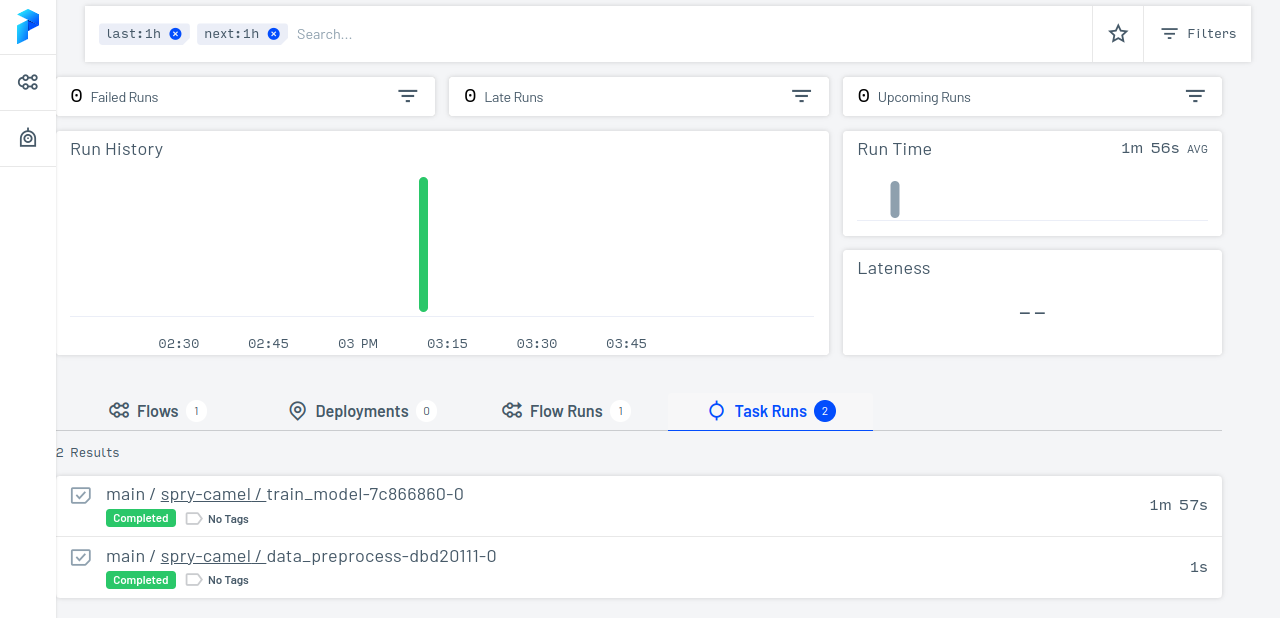 last:1h next:1h Search... Filters
0 Failed Runs 0 Late Runs 0 Upcoming Runs
Run History
02:30 02:45 03 PM 03:15 03:30 03:45
Run Time 1m 56s AVG
Lateness
--
Flows 1 Deployments 0 Flow Runs 1 Task Runs 2
2 Results
main / spry-camel / train_model-7c866860-0
Completed No Tags
1m 57s
main / spry-camel / data_preprocess-dbd20111-0
Completed No Tags
1s